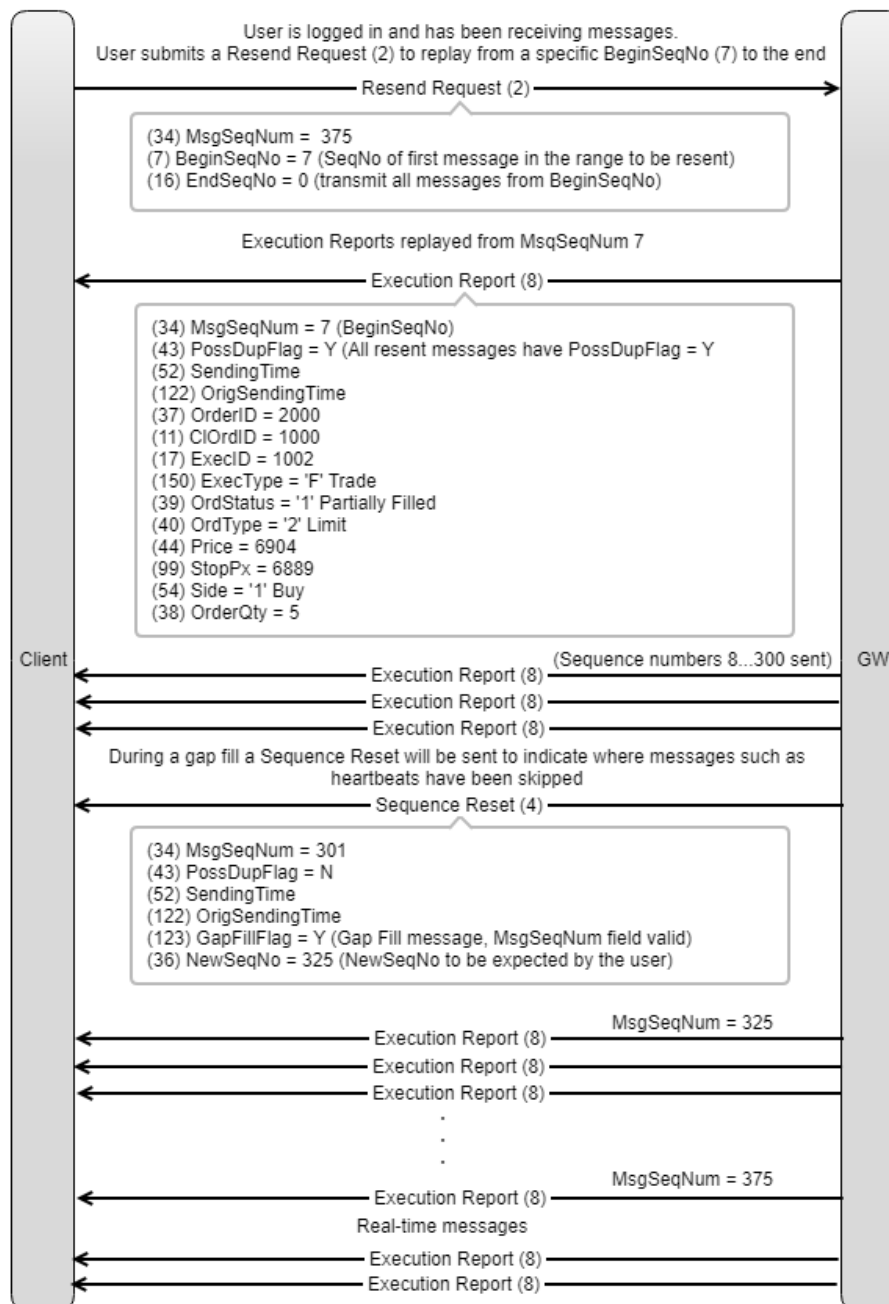 User is logged in and has been receiving messages.
User submits a Resend Request (2) to replay from a specific BeginSeqNo (7) to the end
Resend Request (2)
(34) MsgSeqNum = 375
(7) BeginSeqNo = 7 (SeqNo of first message in the range to be resent)
(16) EndSeqNo = 0 (transmit all messages from BeginSeqNo)
Execution Reports replayed from MsqSeqNum 7
Execution Report (8)
(34) MsgSeqNum = 7 (BeginSeqNo)
(43) PossDupFlag = Y (All resent messages have PossDupFlag = Y
(52) SendingTime
(122) OrigSendingTime
(37) OrderID = 2000
(11) ClOrdID = 1000
(17) ExecID = 1002
(150) ExecType = 'F' Trade
(39) OrdStatus = '1' Partially Filled
(40) OrdType = '2' Limit
(44) Price = 6904
(99) StopPx = 6889
(54) Side = '1' Buy
(38) OrderQty = 5
Client
GW
(Sequence numbers 8...300 sent)
Execution Report (8)
Execution Report (8)
Execution Report (8)
During a gap fill a Sequence Reset will be sent to indicate where messages such as
heartbeats have been skipped
Sequence Reset (4)
(34) MsgSeqNum = 301
(43) PossDupFlag = N
(52) SendingTime
(122) OrigSendingTime
(123) GapFillFlag = Y (Gap Fill message, MsgSeqNum field valid)
(36) NewSeqNo = 325 (NewSeqNo to be expected by the user)
MsgSeqNum = 325
Execution Report (8)
Execution Report (8)
Execution Report (8)
.
.
.
MsgSeqNum = 375
Execution Report (8)
Real-time messages
Execution Report (8)
Execution Report (8)